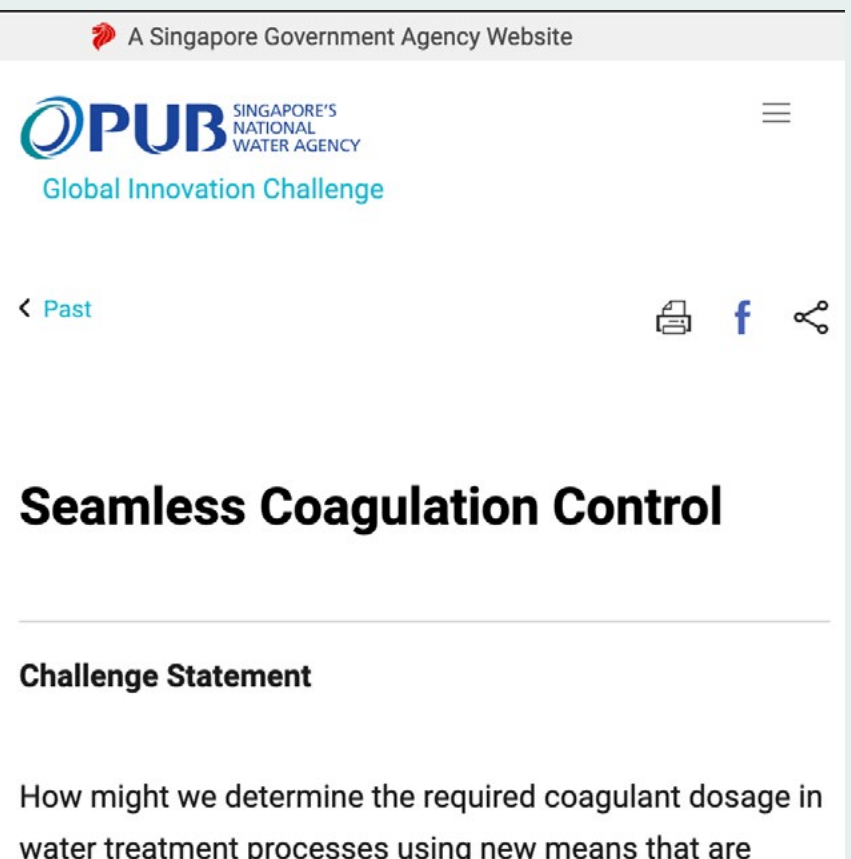 A Singapore Government Agency Website
PUB
SINGAPORE'S
NATIONAL
WATER AGENCY
Global Innovation Challenge
Past
f
Seamless Coagulation Control
Challenge Statement
How might we determine the required coagulant dosage in
water treatment processes using new means that are